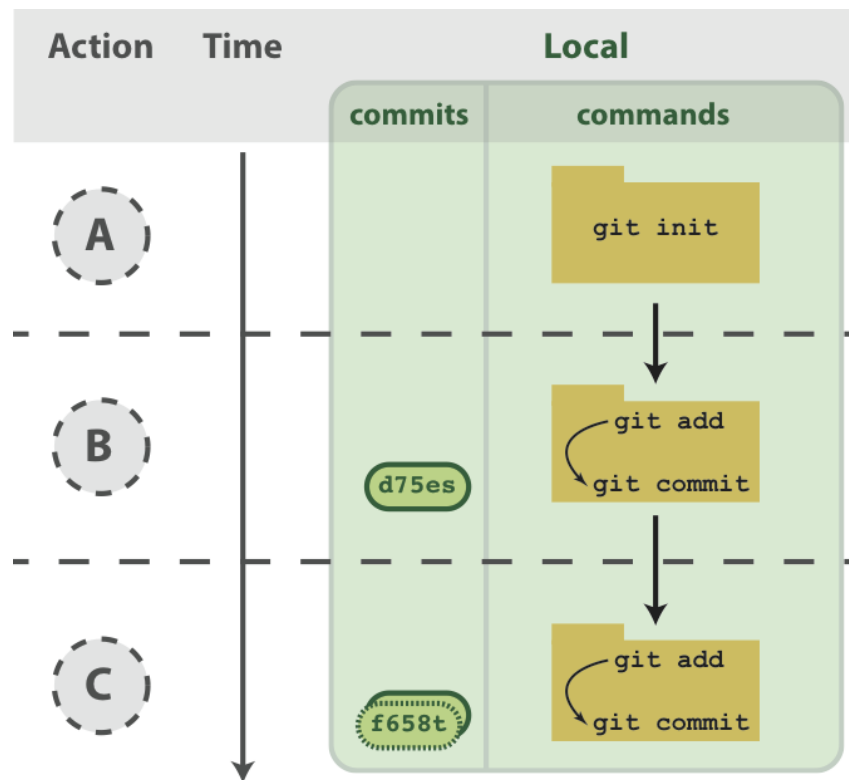 Action Time Local
commits commands
A
git init
B
git add
d75es
git commit
C
git add
f658t
git commit